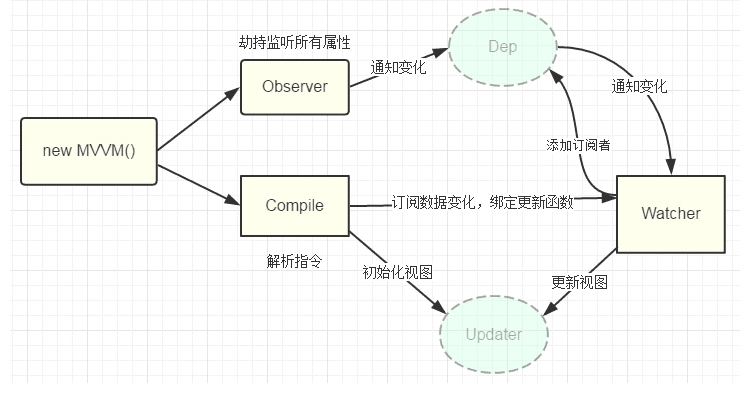 劫持监听所有属性
Dep
Observer
通知变化
通知变化
new MVVM()
添加订阅者
Compile
订阅数据变化，绑定更新函数
Watcher
解析指令
初始化视图
更新视图
Updater